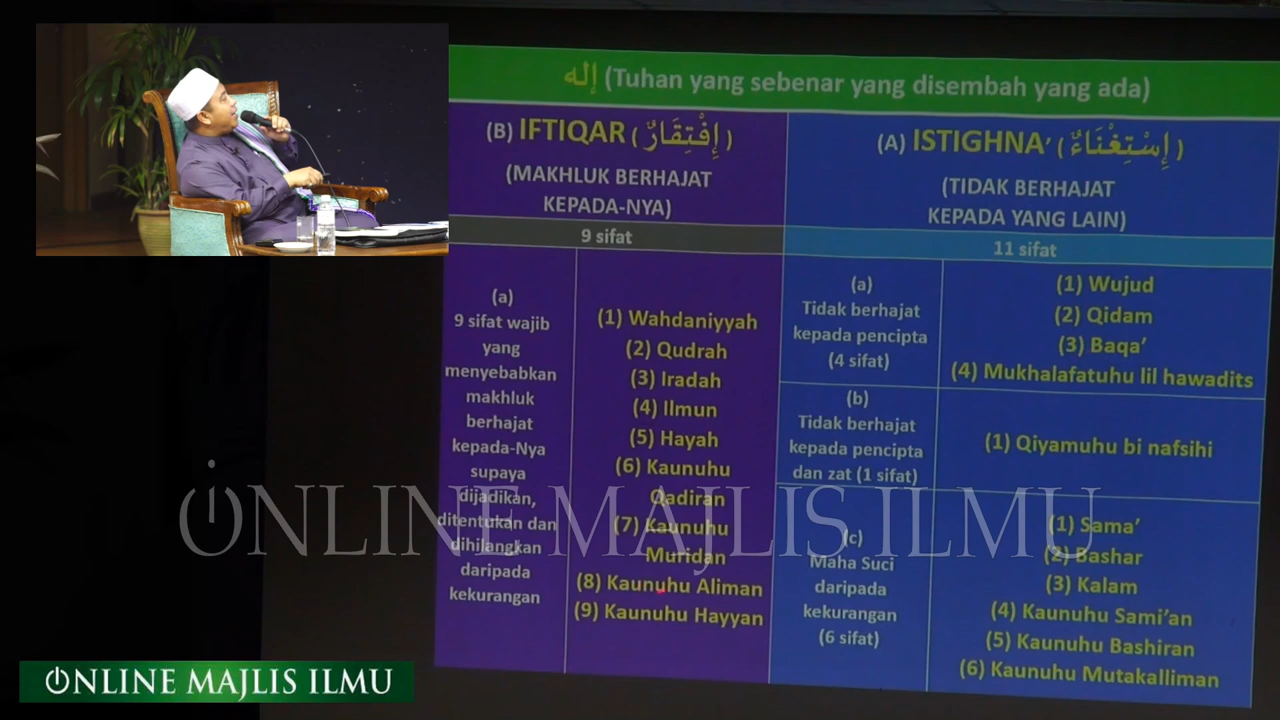 إله (Tuhan yang sebenar yang disembah yang ada)
(B) IFTIQAR (إِفْتِقَارٌ)
(MAKHLUK BERHAJAT
KEPADA-NYA)
9 sifat
(a)
9 sifat wajib
yang
menyebabkan
makhluk
berhajat
kepada-Nya
supaya
dijadikan,
ditentukan dan
dihilangkan
daripada
kekurangan
(1) Wahdaniyyah
(2) Qudrah
(3) Iradah
(4) Ilmun
(5) Hayah
(6) Kaunuhu
Qadiran
(7) Kaunuhu
Muridan
(8) Kaunuhu Aliman
(9) Kaunuhu Hayyan
(A) ISTIGHNA' (إِسْتِغْنَاءٌ)
(TIDAK BERHAJAT
KEPADA YANG LAIN)
11 sifat
(a)
Tidak berhajat
kepada pencipta
(4 sifat)
(1) Wujud
(2) Qidam
(3) Baqa'
(4) Mukhalafatuhu lil hawadits
(b)
Tidak berhajat
kepada pencipta
dan zat (1 sifat)
(1) Qiyamuhu bi nafsihi
(c)
Maha Suci
daripada
kekurangan
(6 sifat)
(1) Sama'
(2) Bashar
(3) Kalam
(4) Kaunuhu Sami'an
(5) Kaunuhu Bashiran
(6) Kaunuhu Mutakalliman
ONLINE MAJLIS ILMU
ONLINE MAJLIS ILMU